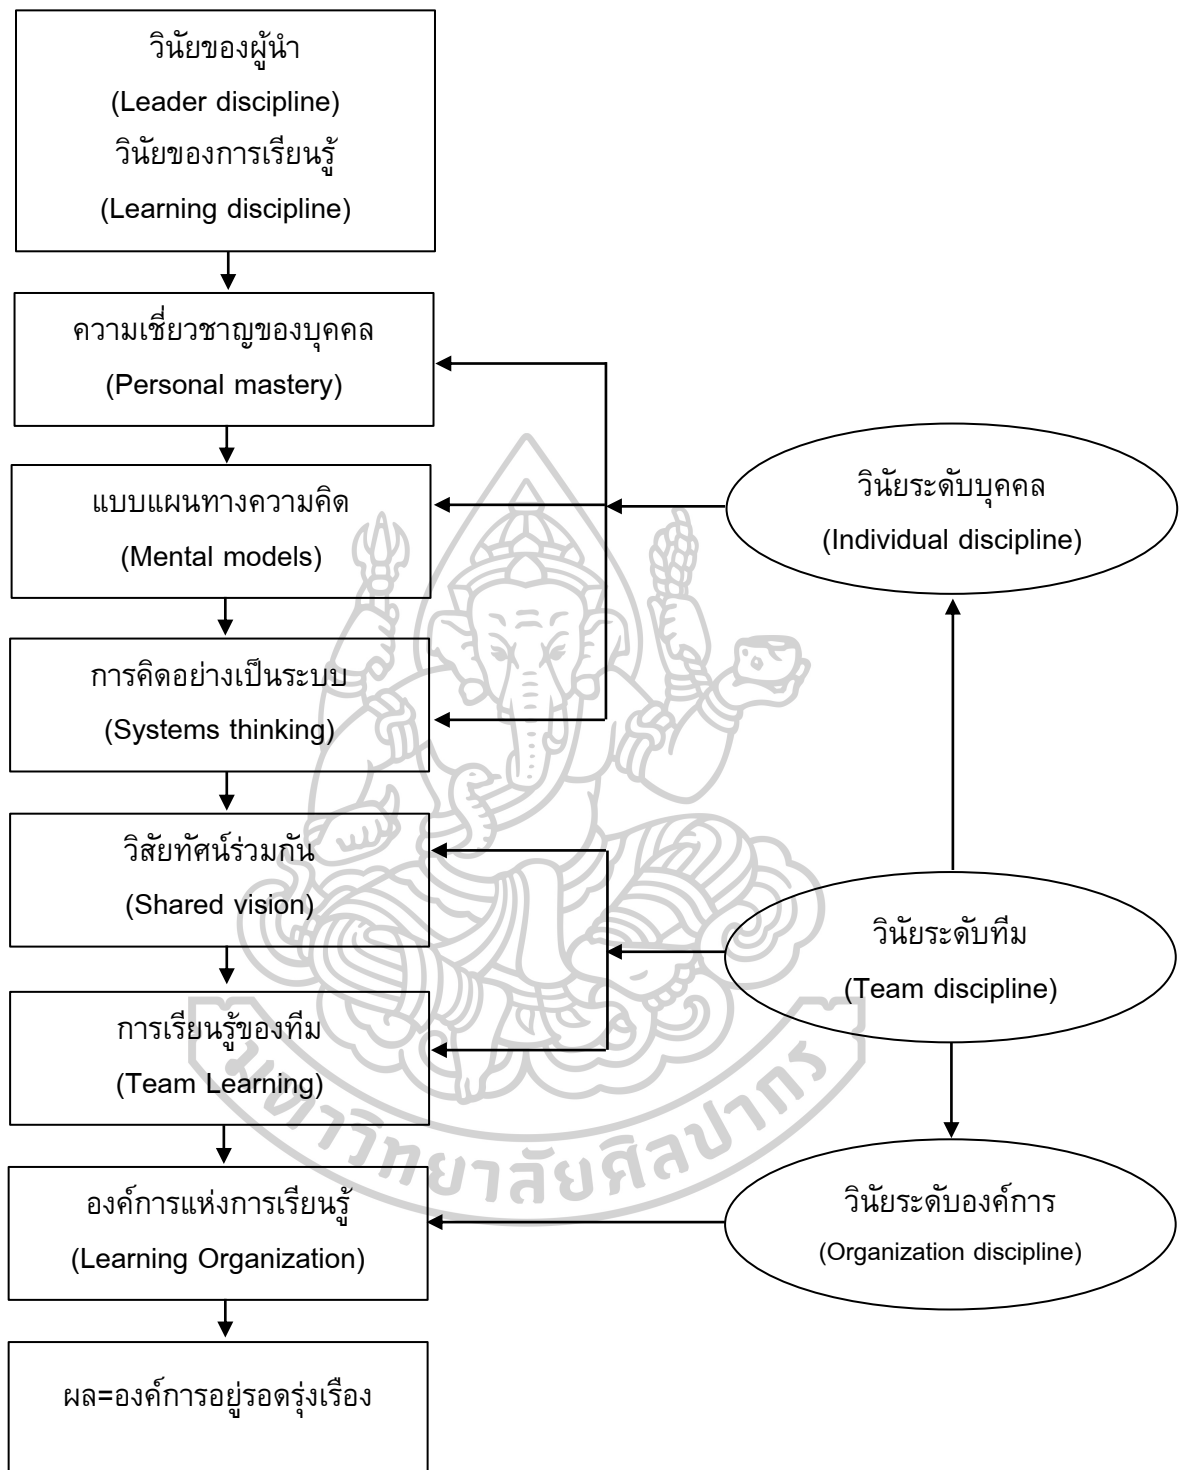 วินัยของผู้นำ
(Leader discipline)
วินัยของการเรียนรู้
(Learning discipline)
ความเชี่ยวชาญของบุคคล
(Personal mastery)
แบบแผนทางความคิด
(Mental models)
การคิดอย่างเป็นระบบ
(Systems thinking)
วิสัยทัศน์ร่วมกัน
(Shared vision)
การเรียนรู้ของทีม
(Team Learning)
องค์การแห่งการเรียนรู้
(Learning Organization)
ผล=องค์การอยู่รอดรุ่งเรือง
วินัยระดับบุคคล
(Individual discipline)
วินัยระดับทีม
(Team discipline)
วินัยระดับองค์การ
(Organization discipline)
มหาวิทยาลัยศิลปากร